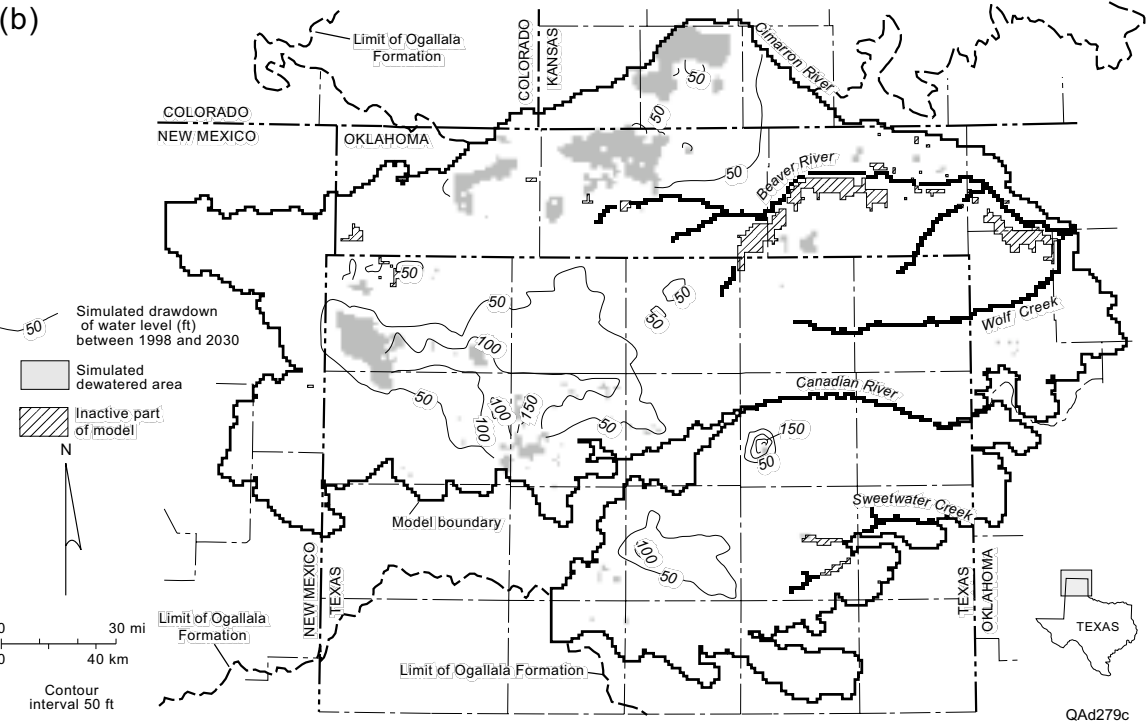 (b)
Limit of Ogallala
Formation
COLORADO
KANSAS
Cimarron River
50
50
COLORADO
NEW MEXICO
OKLAHOMA
50
Beaver River
50
50
50
50
Simulated drawdown
of water level (ft)
between 1998 and 2030
50
Wolf Creek
100
Simulated
dewatered area
Canadian River
50
100
150
100
50
150
50
Inactive part
of model
N
Sweetwater Creek
Model boundary
100
50
NEW MEXICO
TEXAS
TEXAS
OKLAHOMA
Limit of Ogallala
Formation
TEXAS
0 30 mi
0 40 km
Limit of Ogallala Formation
Contour
interval 50 ft
QAd279c